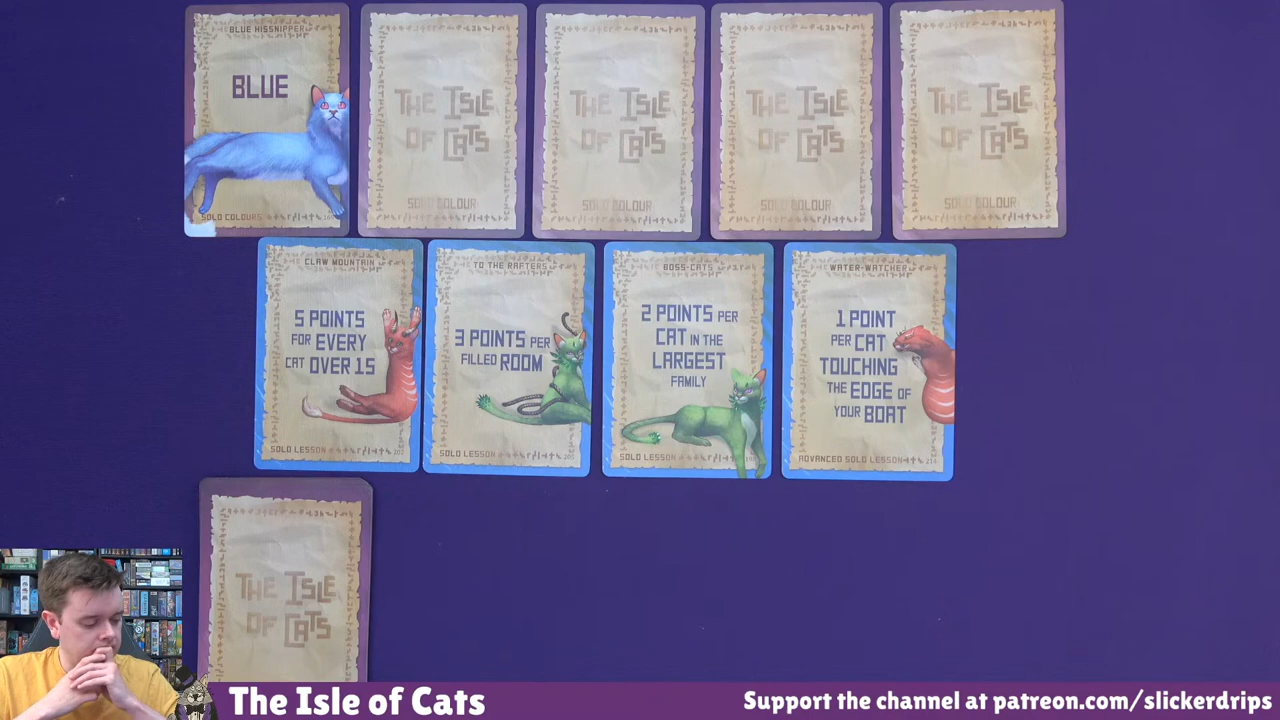 BLUE HISSNIPPER
BLUE
SOLO COLOURS
THE ISLE
OF CATS
SOLO COLOUR
THE ISLE
OF CATS
SOLO COLOUR
THE ISLE
OF CATS
SOLO COLOUR
THE ISLE
OF CATS
SOLO COLOUR
CLAW MOUNTAIN
5 POINTS
FOR EVERY
CAT OVER 15
SOLO LESSON
TO THE RAFTERS
3 POINTS PER
FILLED ROOM
SOLO LESSON
BOSS-CATS
2 POINTS PER
CAT IN THE
LARGEST
FAMILY
SOLO LESSON
WATER-WATCHER
1 POINT
PER CAT
TOUCHING
THE EDGE OF
YOUR BOAT
ADVANCED SOLO LESSON
THE ISLE
OF CATS
The Isle of Cats
Support the channel at patreon.com/slickerdrips